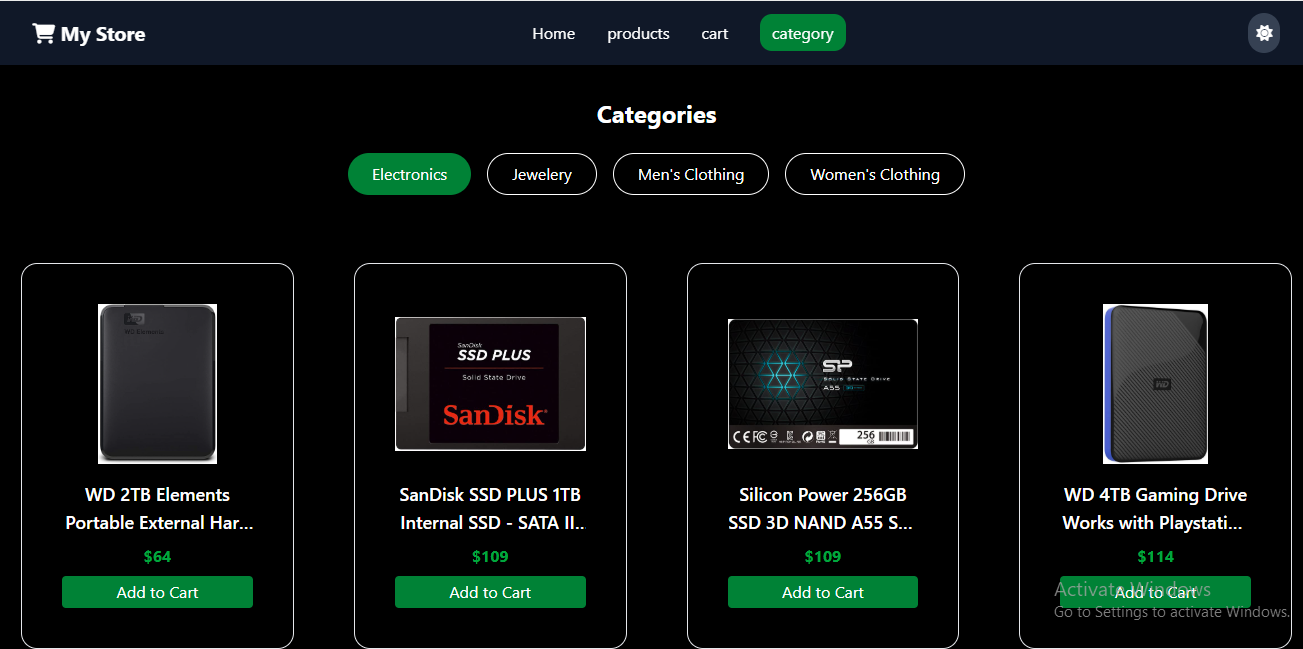 My Store
Home
products
cart
category
Categories
Electronics
Jewelery
Men's Clothing
Women's Clothing
WD Elements
SanDisk
SSD PLUS
Solid State Drive
SanDisk
SP
SOLID STATE DRIVE
A55
256
GB
WD
WD 2TB Elements
Portable External Har...
$64
Add to Cart
SanDisk SSD PLUS 1TB
Internal SSD - SATA II...
$109
Add to Cart
Silicon Power 256GB
SSD 3D NAND A55 S...
$109
Add to Cart
WD 4TB Gaming Drive
Works with Playstati...
$114
Add to Cart
Activate Windows
Go to Settings to activate Windows.